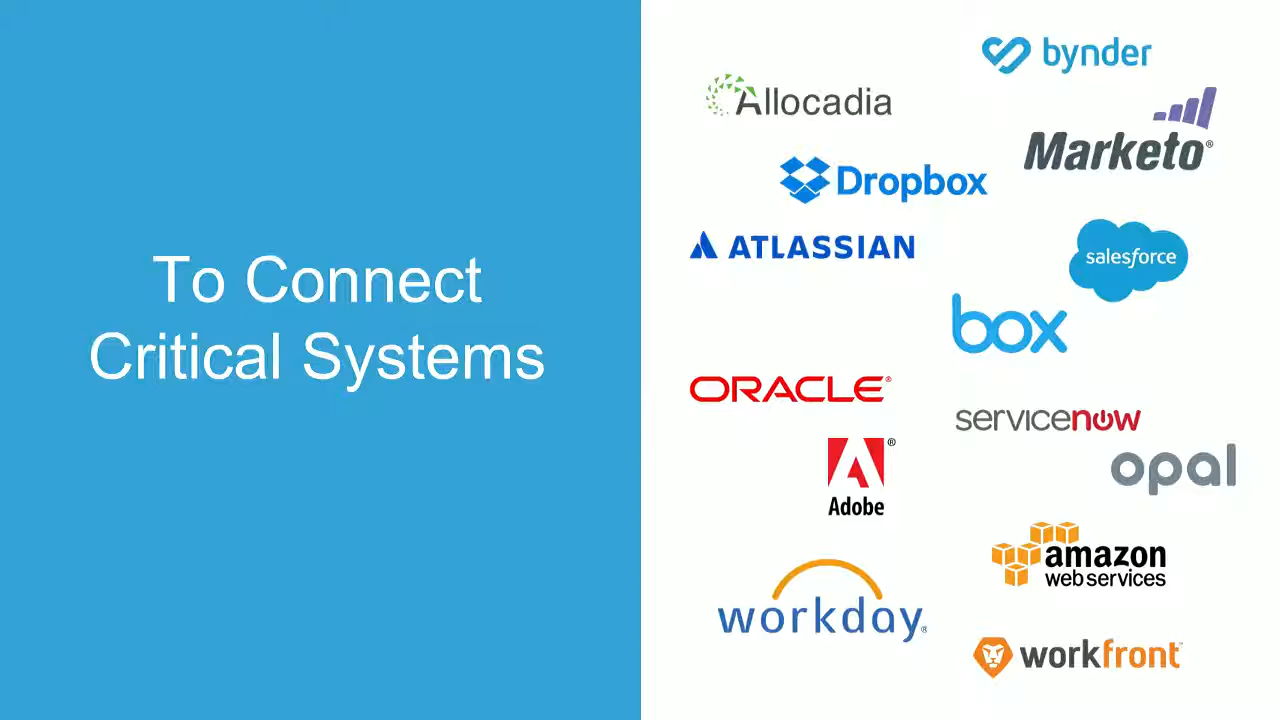 To Connect
Critical Systems
bynder
Allocadia
Marketo®
Dropbox
ATLASSIAN
salesforce
box
ORACLE®
servicenow
opal
Adobe®
amazon
web services
workday®
workfront™